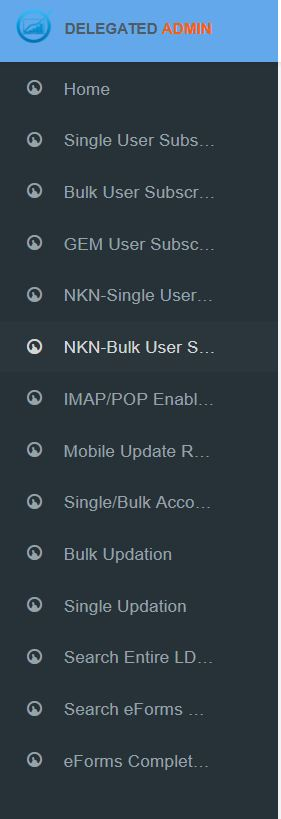 DELEGATED ADMIN
Home
Single User Subs...
Bulk User Subscr...
GEM User Subsc...
NKN-Single User...
NKN-Bulk User S...
IMAP/POP Enabl...
Mobile Update R...
Single/Bulk Acco...
Bulk Updation
Single Updation
Search Entire LD...
Search eForms ...
eForms Complet...